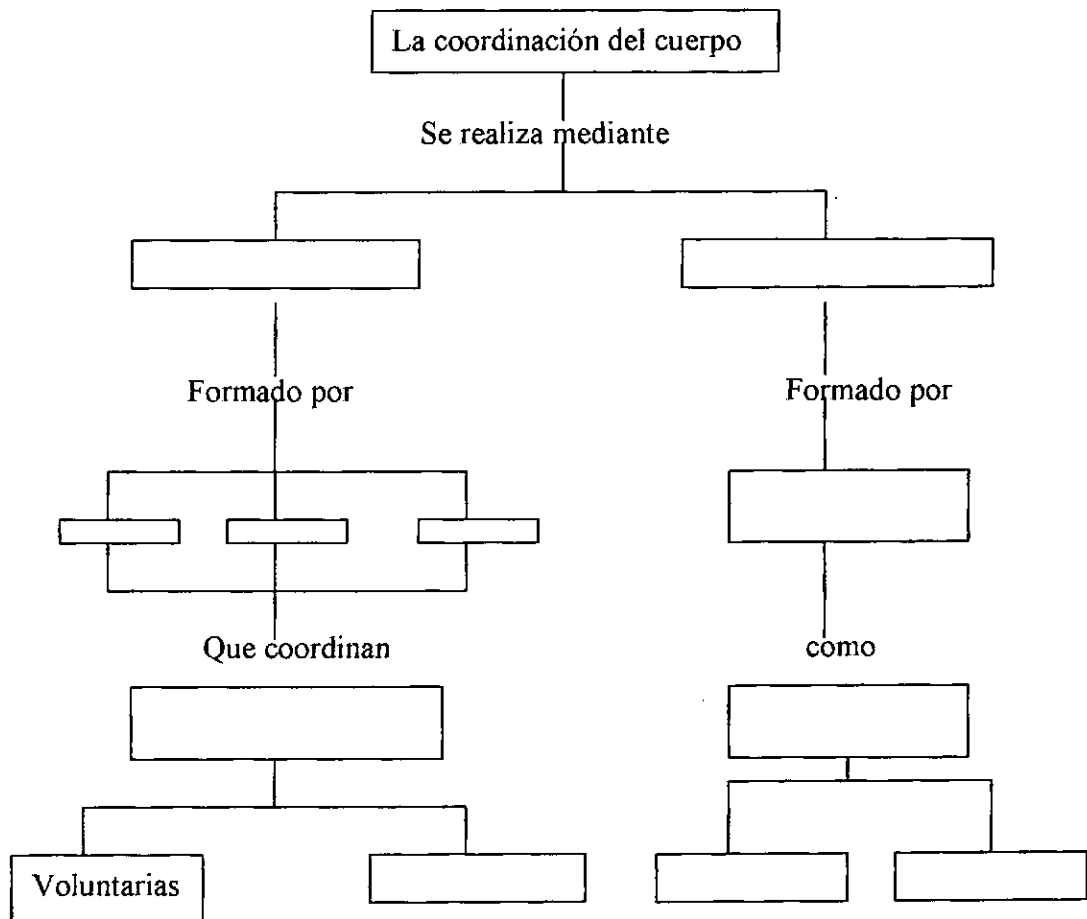 La coordinación del cuerpo
Se realiza mediante
Formado por
Formado por
Que coordinan
como
Voluntarias